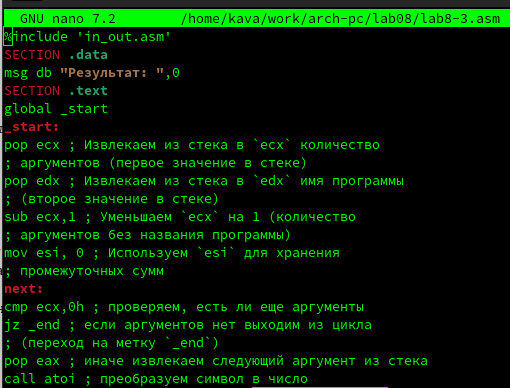 GNU nano 7.2 /home/kava/work/arch-pc/lab08/lab8-3.asm
%include 'in_out.asm'
SECTION .data
msg db "Результат: ",0
SECTION .text
global _start
_start:
pop ecx ; Извлекаем из стека в `ecx` количество
; аргументов (первое значение в стеке)
pop edx ; Извлекаем из стека в `edx` имя программы
; (второе значение в стеке)
sub ecx,1 ; Уменьшаем `ecx` на 1 (количество
; аргументов без названия программы)
mov esi, 0 ; Используем `esi` для хранения
; промежуточных сумм
next:
cmp ecx,0h ; проверяем, есть ли еще аргументы
jz _end ; если аргументов нет выходим из цикла
; (переход на метку `_end`)
pop eax ; иначе извлекаем следующий аргумент из стека
call atoi ; преобразуем символ в число